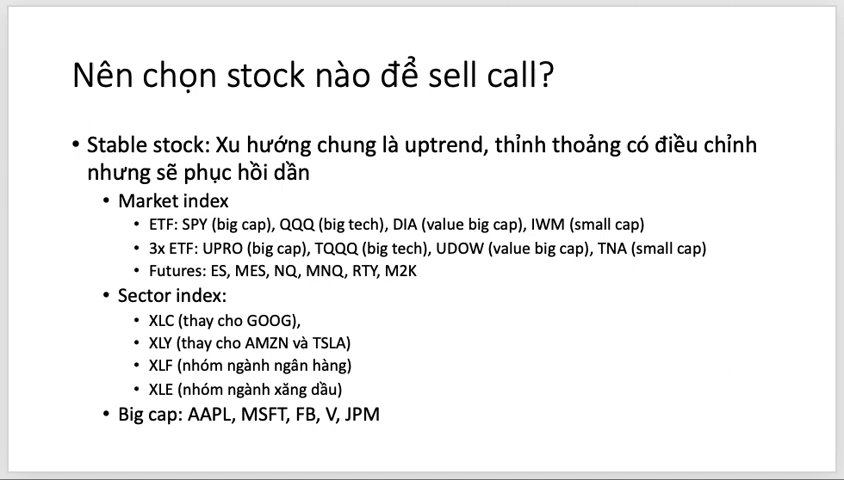 Nên chọn stock nào để sell call?
• Stable stock: Xu hướng chung là uptrend, thỉnh thoảng có điều chỉnh
nhưng sẽ phục hồi dần
• Market index
• ETF: SPY (big cap), QQQ (big tech), DIA (value big cap), IWM (small cap)
• 3x ETF: UPRO (big cap), TQQQ (big tech), UDOW (value big cap), TNA (small cap)
• Futures: ES, MES, NQ, MNQ, RTY, M2K
• Sector index:
• XLC (thay cho GOOG),
• XLY (thay cho AMZN và TSLA)
• XLF (nhóm ngành ngân hàng)
• XLE (nhóm ngành xăng dầu)
• Big cap: AAPL, MSFT, FB, V, JPM